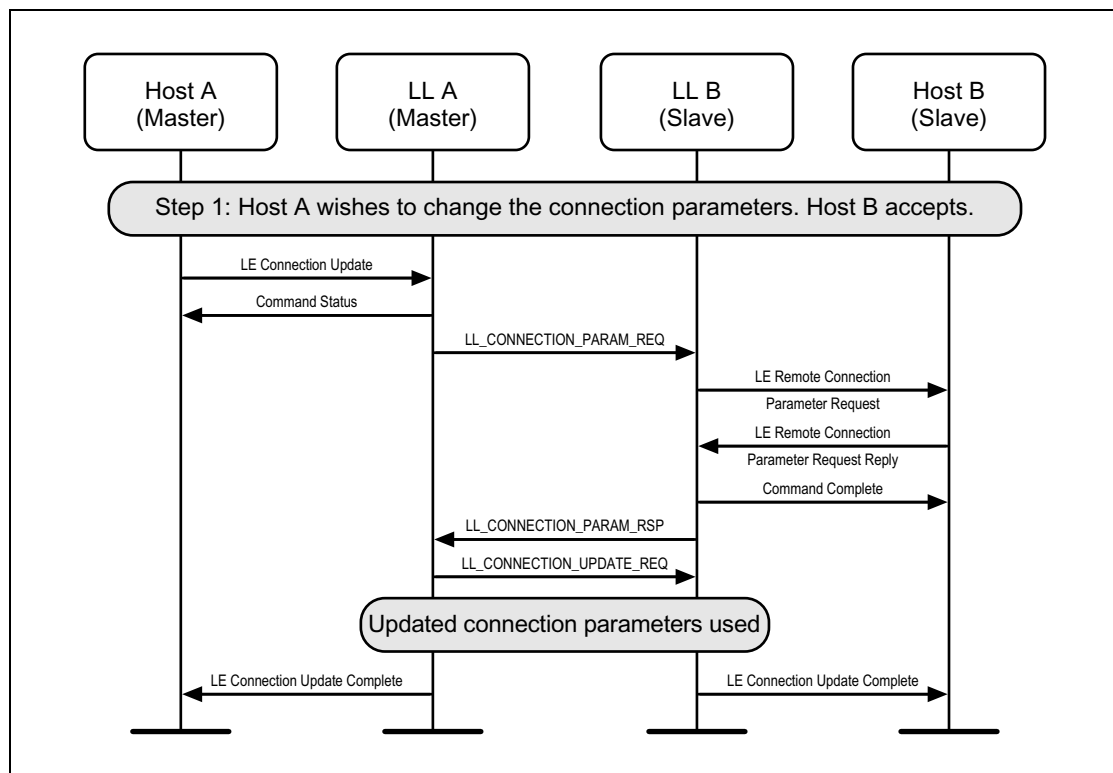 Host A
(Master)
LL A
(Master)
LL B
(Slave)
Host B
(Slave)
Step 1: Host A wishes to change the connection parameters. Host B accepts.
LE Connection Update
Command Status
LL_CONNECTION_PARAM_REQ
LE Remote Connection
Parameter Request
LE Remote Connection
Parameter Request Reply
Command Complete
LL_CONNECTION_PARAM_RSP
LL_CONNECTION_UPDATE_REQ
Updated connection parameters used
LE Connection Update Complete
LE Connection Update Complete